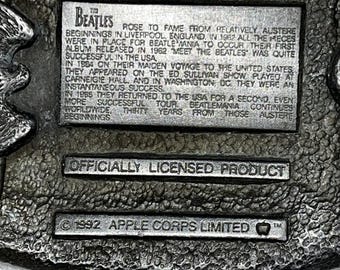 THE
BEATLES ROSE TO FAME FROM RELATIVELY AUSTERE
BEGINNINGS IN LIVERPOOL, ENGLAND. IN 1962 ALL THE PIECES
WERE IN PLACE FOR BEATLEMANIA TO OCCUR. THEIR FIRST
ALBUM RELEASED IN 1962 "MEET THE BEATLES" WAS QUITE
SUCCESSFUL IN THE USA.
IN 1964 ON THEIR MAIDEN VOYAGE TO THE UNITED STATES
THEY APPEARED ON THE ED SULLIVAN SHOW, PLAYED AT
CARNEGIE HALL AND IN WASHINGTON DC. THEY WERE AN
INSTANTANEOUS SUCCESS.
IN 1965 THEY RETURNED TO THE USA FOR A SECOND, EVEN
MORE SUCCESSFUL TOUR. BEATLEMANIA CONTINUES
WORLDWIDE, THIRTY YEARS FROM THOSE AUSTERE
BEGINNINGS.
OFFICIALLY LICENSED PRODUCT
© 1992 APPLE CORPS LIMITED ™